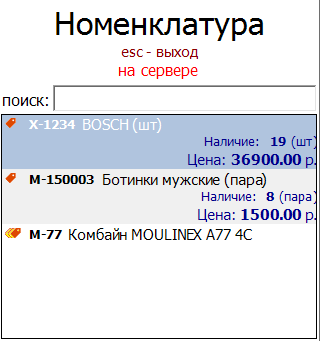 Номенклатура
esc - выход
на сервере
поиск:
X-1234 BOSCH (шт)
Наличие: 19 (шт)
Цена: 36900.00 р.
М-150003 Ботинки мужские (пара)
Наличие: 8 (пара)
Цена: 1500.00 р.
М-77 Комбайн MOULINEX A77 4C